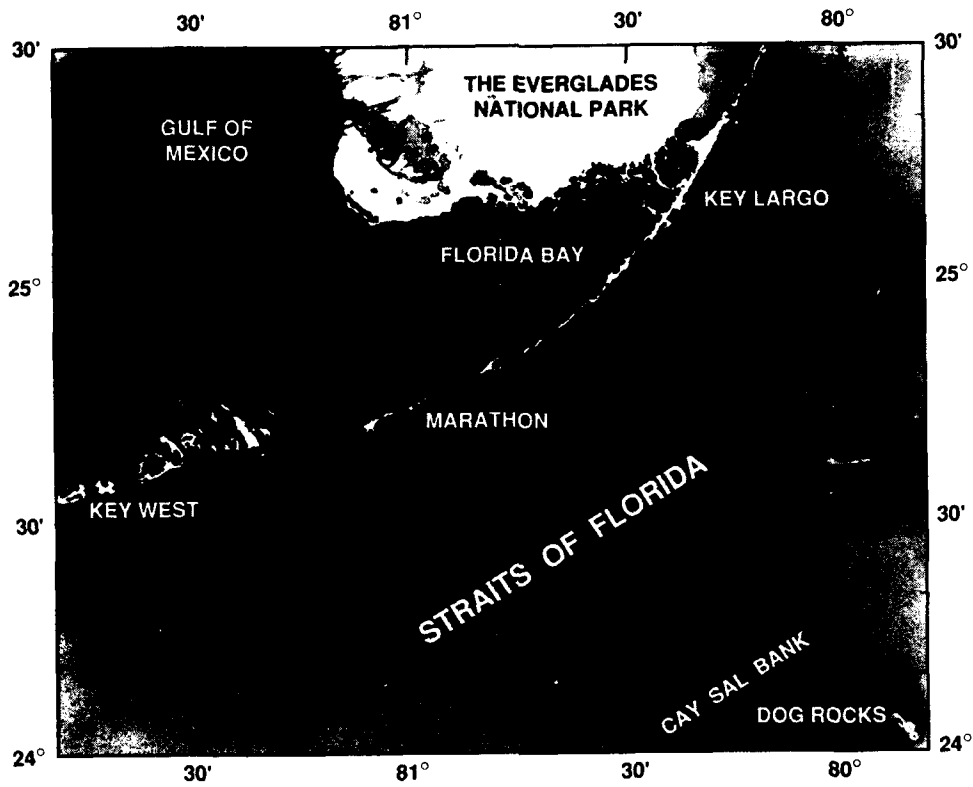 30'
81°
30'
80°
30'
30'
THE EVERGLADES
NATIONAL PARK
GULF OF
MEXICO
KEY LARGO
FLORIDA BAY
25°
25°
MARATHON
KEY WEST
30'
30'
STRAITS OF FLORIDA
CAY SAL BANK
DOG ROCKS
24°
24°
30'
81°
30'
80°